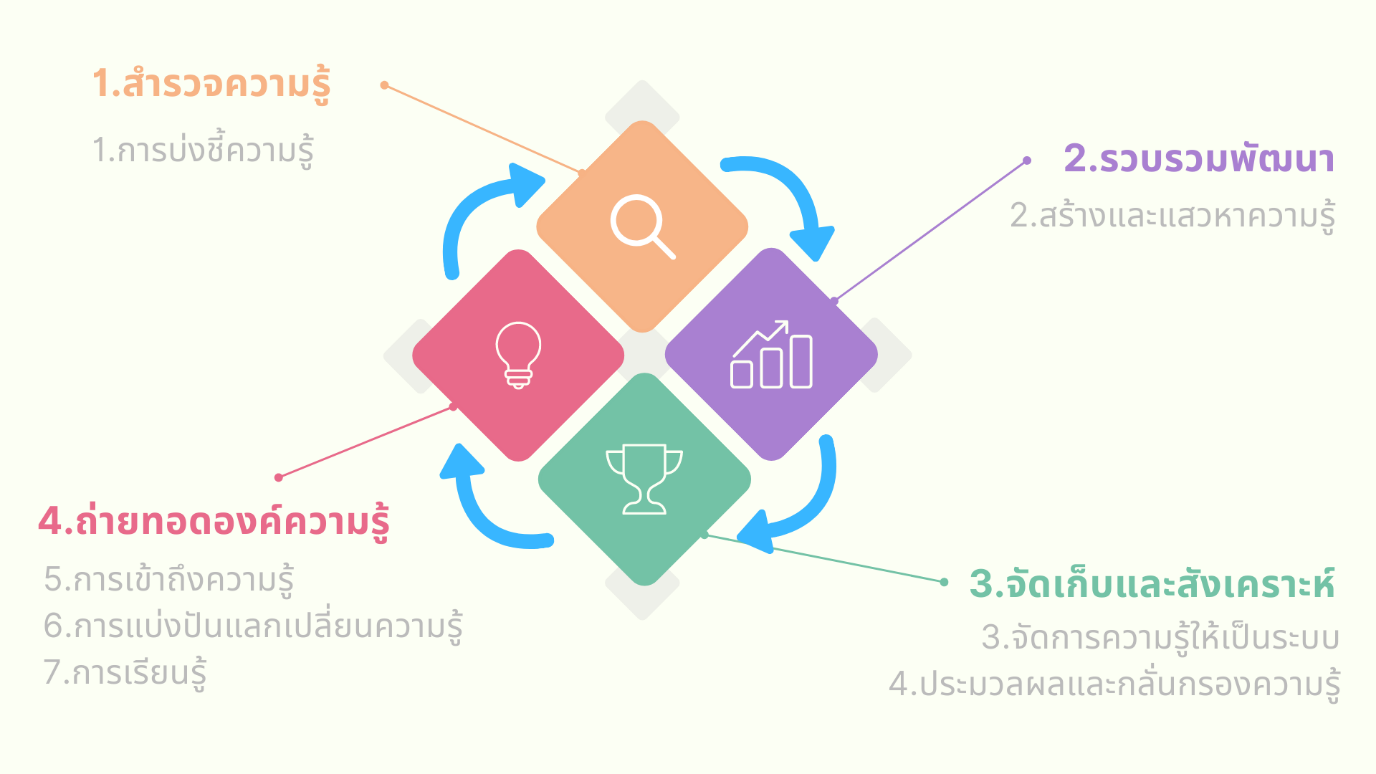 1.สำรวจความรู้
1.การบ่งชี้ความรู้
2.รวบรวมพัฒนา
2.สร้างและแสวหาความรู้
3.จัดเก็บและสังเคราะห์
3.จัดการความรู้ให้เป็นระบบ
4.ประมวลผลและกลั่นกรองความรู้
4.ถ่ายทอดองค์ความรู้
5.การเข้าถึงความรู้
6.การแบ่งปันแลกเปลี่ยนความรู้
7.การเรียนรู้